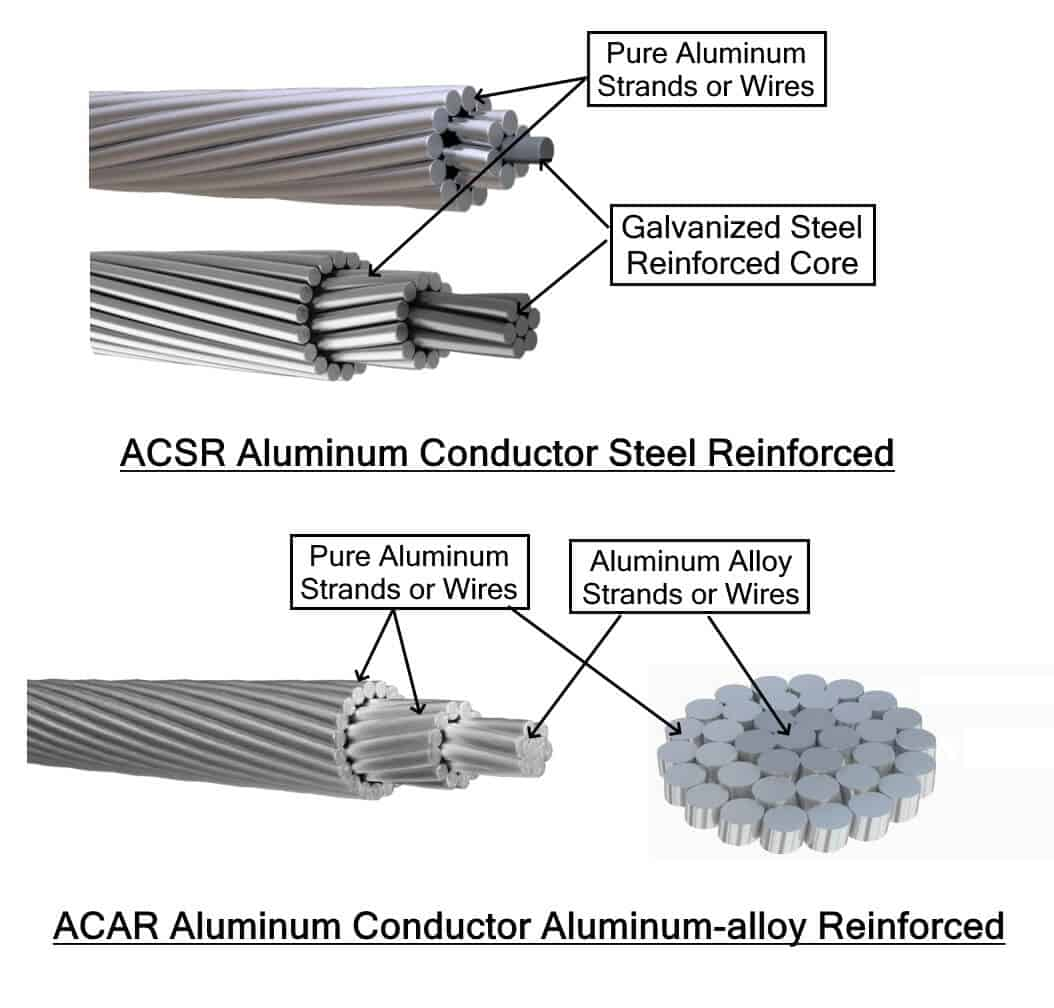 Pure Aluminum
Strands or Wires
Galvanized Steel
Reinforced Core
ACSR Aluminum Conductor Steel Reinforced
Pure Aluminum
Strands or Wires
Aluminum Alloy
Strands or Wires
ACAR Aluminum Conductor Aluminum-alloy Reinforced